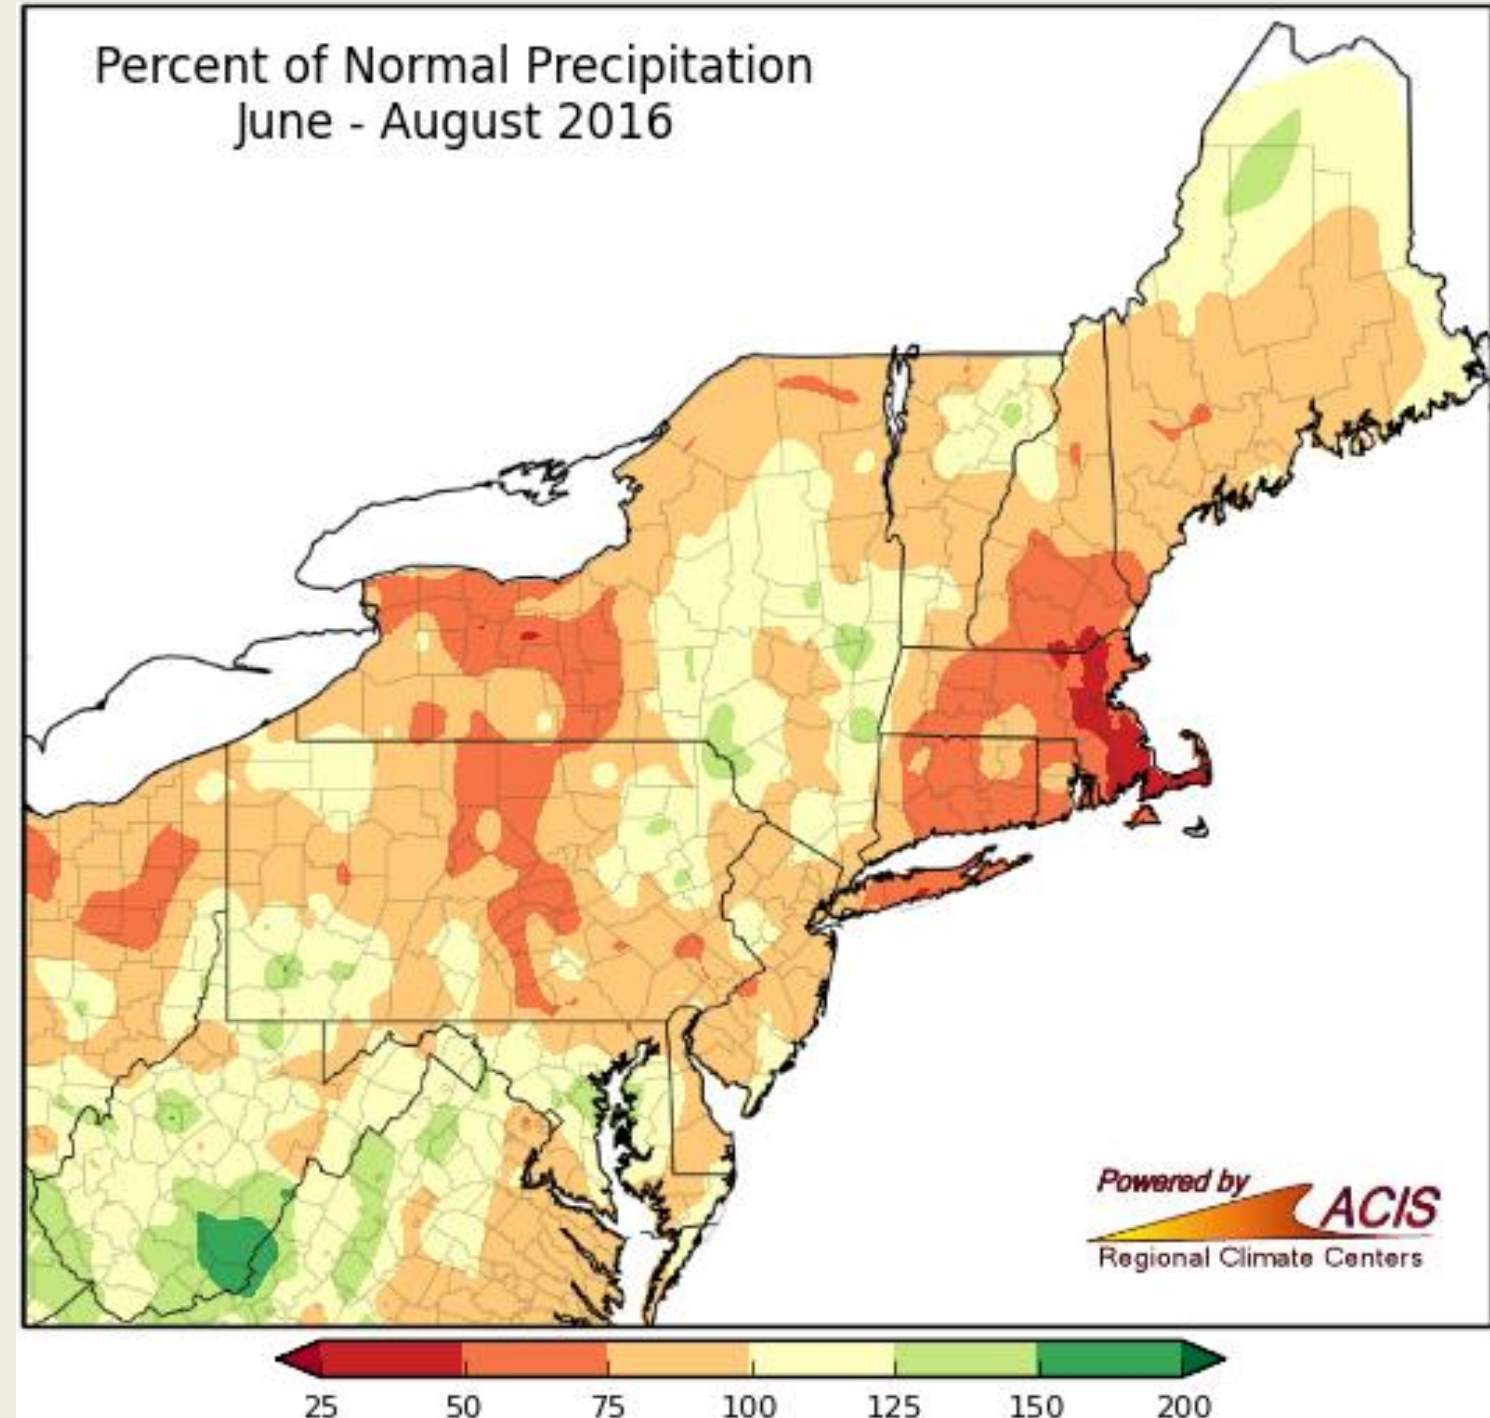 Percent of Normal Precipitation
June - August 2016
Powered by
ACIS
Regional Climate Centers
25 50 75 100 125 150 200